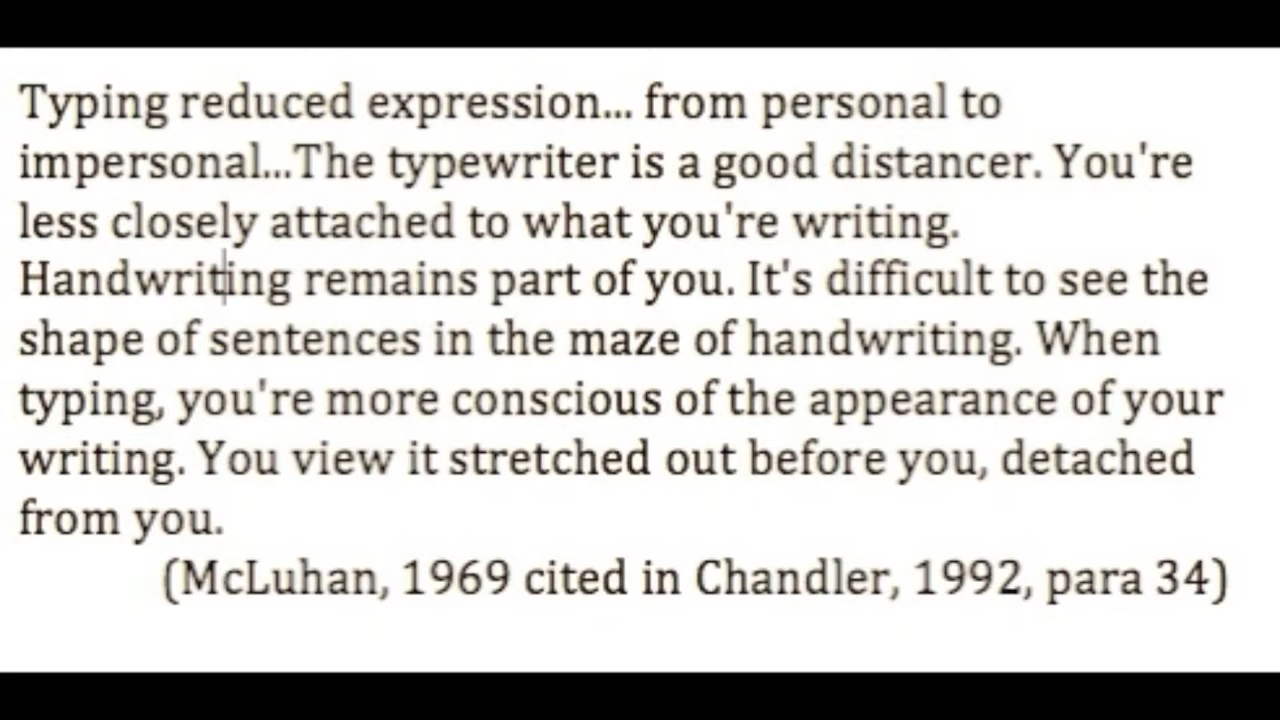 Typing reduced expression... from personal to
impersonal...The typewriter is a good distancer. You're
less closely attached to what you're writing.
Handwriting remains part of you. It's difficult to see the
shape of sentences in the maze of handwriting. When
typing, you're more conscious of the appearance of your
writing. You view it stretched out before you, detached
from you.
(McLuhan, 1969 cited in Chandler, 1992, para 34)